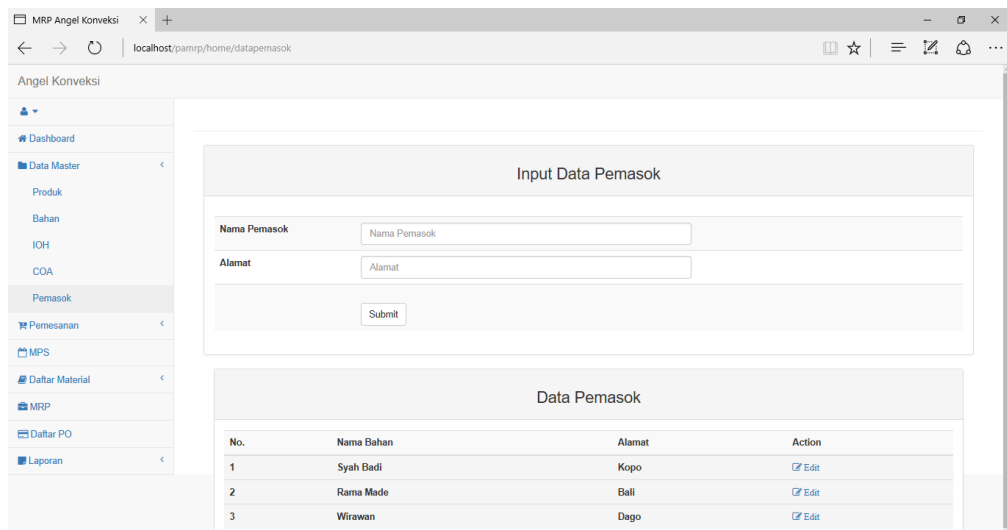 MRP Angel Konveksi
localhost/pamrp/home/datapemasok
Angel Konveksi
Dashboard
Data Master
Produk
Bahan
IOH
COA
Pemasok
Pemesanan
MPS
Daftar Material
MRP
Daftar PO
Laporan
Input Data Pemasok
Nama Pemasok Nama Pemasok
Alamat Alamat
Submit
Data Pemasok
No. Nama Bahan Alamat Action
1 Syah Badi Kopo Edit
2 Rama Made Bali Edit
3 Wirawan Dago Edit